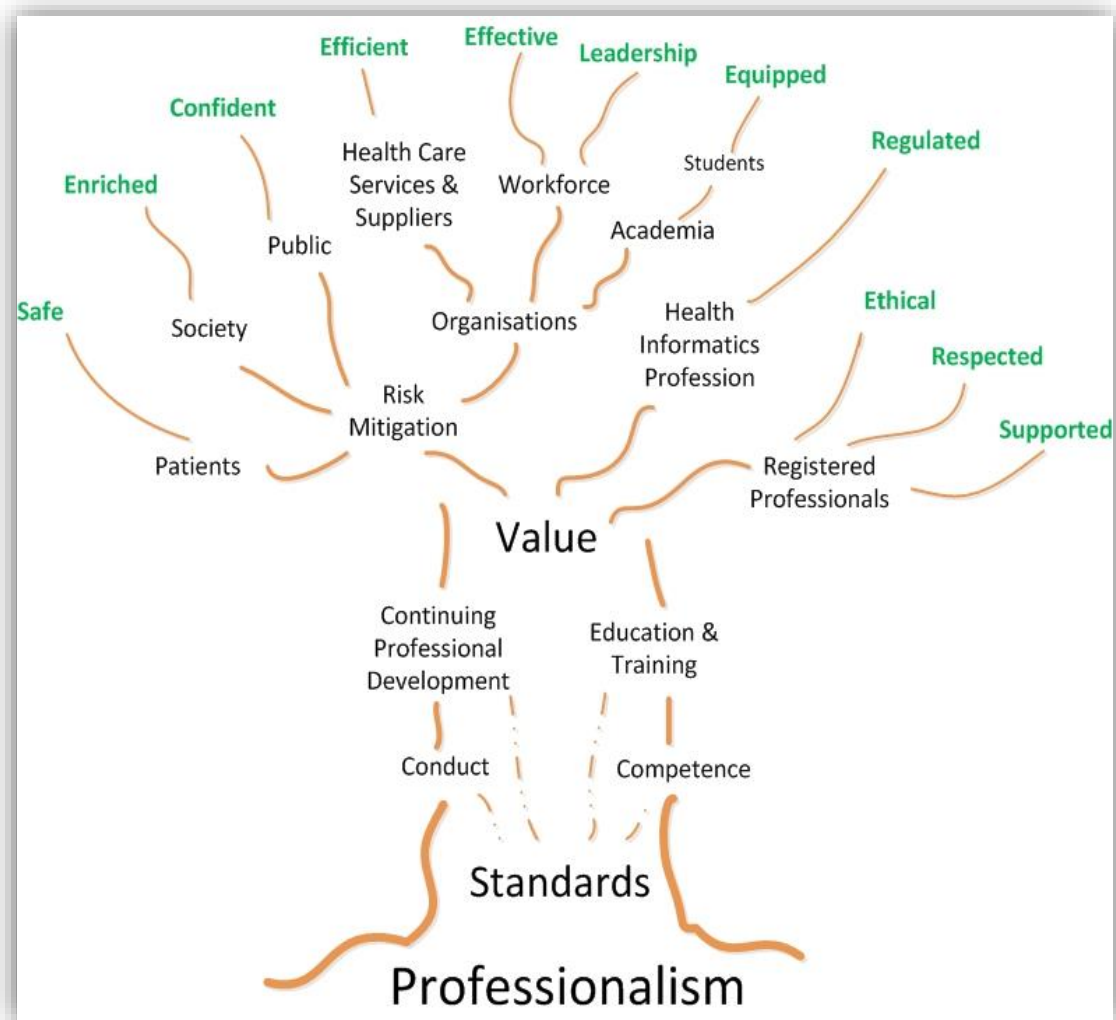 Efficient
Effective
Leadership
Equipped
Confident
Regulated
Health Care
Services &
Suppliers
Workforce
Students
Enriched
Public
Academia
Safe
Society
Organisations
Health
Informatics
Profession
Ethical
Respected
Supported
Risk
Mitigation
Patients
Registered
Professionals
Value
Continuing
Professional
Development
Education &
Training
Conduct
Competence
Standards
Professionalism